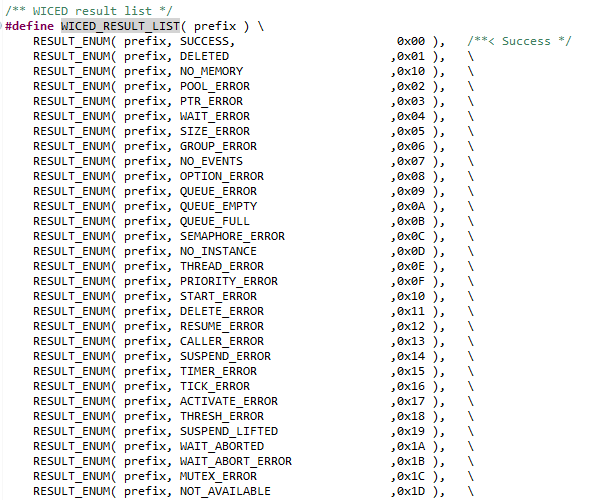 /** WICED result list */
#define WICED_RESULT_LIST( prefix ) \
RESULT_ENUM( prefix, SUCCESS, 0x00 ), /**< Success */
RESULT_ENUM( prefix, DELETED ,0x01 ), \
RESULT_ENUM( prefix, NO_MEMORY ,0x10 ), \
RESULT_ENUM( prefix, POOL_ERROR ,0x02 ), \
RESULT_ENUM( prefix, PTR_ERROR ,0x03 ), \
RESULT_ENUM( prefix, WAIT_ERROR ,0x04 ), \
RESULT_ENUM( prefix, SIZE_ERROR ,0x05 ), \
RESULT_ENUM( prefix, GROUP_ERROR ,0x06 ), \
RESULT_ENUM( prefix, NO_EVENTS ,0x07 ), \
RESULT_ENUM( prefix, OPTION_ERROR ,0x08 ), \
RESULT_ENUM( prefix, QUEUE_ERROR ,0x09 ), \
RESULT_ENUM( prefix, QUEUE_EMPTY ,0x0A ), \
RESULT_ENUM( prefix, QUEUE_FULL ,0x0B ), \
RESULT_ENUM( prefix, SEMAPHORE_ERROR ,0x0C ), \
RESULT_ENUM( prefix, NO_INSTANCE ,0x0D ), \
RESULT_ENUM( prefix, THREAD_ERROR ,0x0E ), \
RESULT_ENUM( prefix, PRIORITY_ERROR ,0x0F ), \
RESULT_ENUM( prefix, START_ERROR ,0x10 ), \
RESULT_ENUM( prefix, DELETE_ERROR ,0x11 ), \
RESULT_ENUM( prefix, RESUME_ERROR ,0x12 ), \
RESULT_ENUM( prefix, CALLER_ERROR ,0x13 ), \
RESULT_ENUM( prefix, SUSPEND_ERROR ,0x14 ), \
RESULT_ENUM( prefix, TIMER_ERROR ,0x15 ), \
RESULT_ENUM( prefix, TICK_ERROR ,0x16 ), \
RESULT_ENUM( prefix, ACTIVATE_ERROR ,0x17 ), \
RESULT_ENUM( prefix, THRESH_ERROR ,0x18 ), \
RESULT_ENUM( prefix, SUSPEND_LIFTED ,0x19 ), \
RESULT_ENUM( prefix, WAIT_ABORTED ,0x1A ), \
RESULT_ENUM( prefix, WAIT_ABORT_ERROR ,0x1B ), \
RESULT_ENUM( prefix, MUTEX_ERROR ,0x1C ), \
RESULT_ENUM( prefix, NOT_AVAILABLE ,0x1D ), \